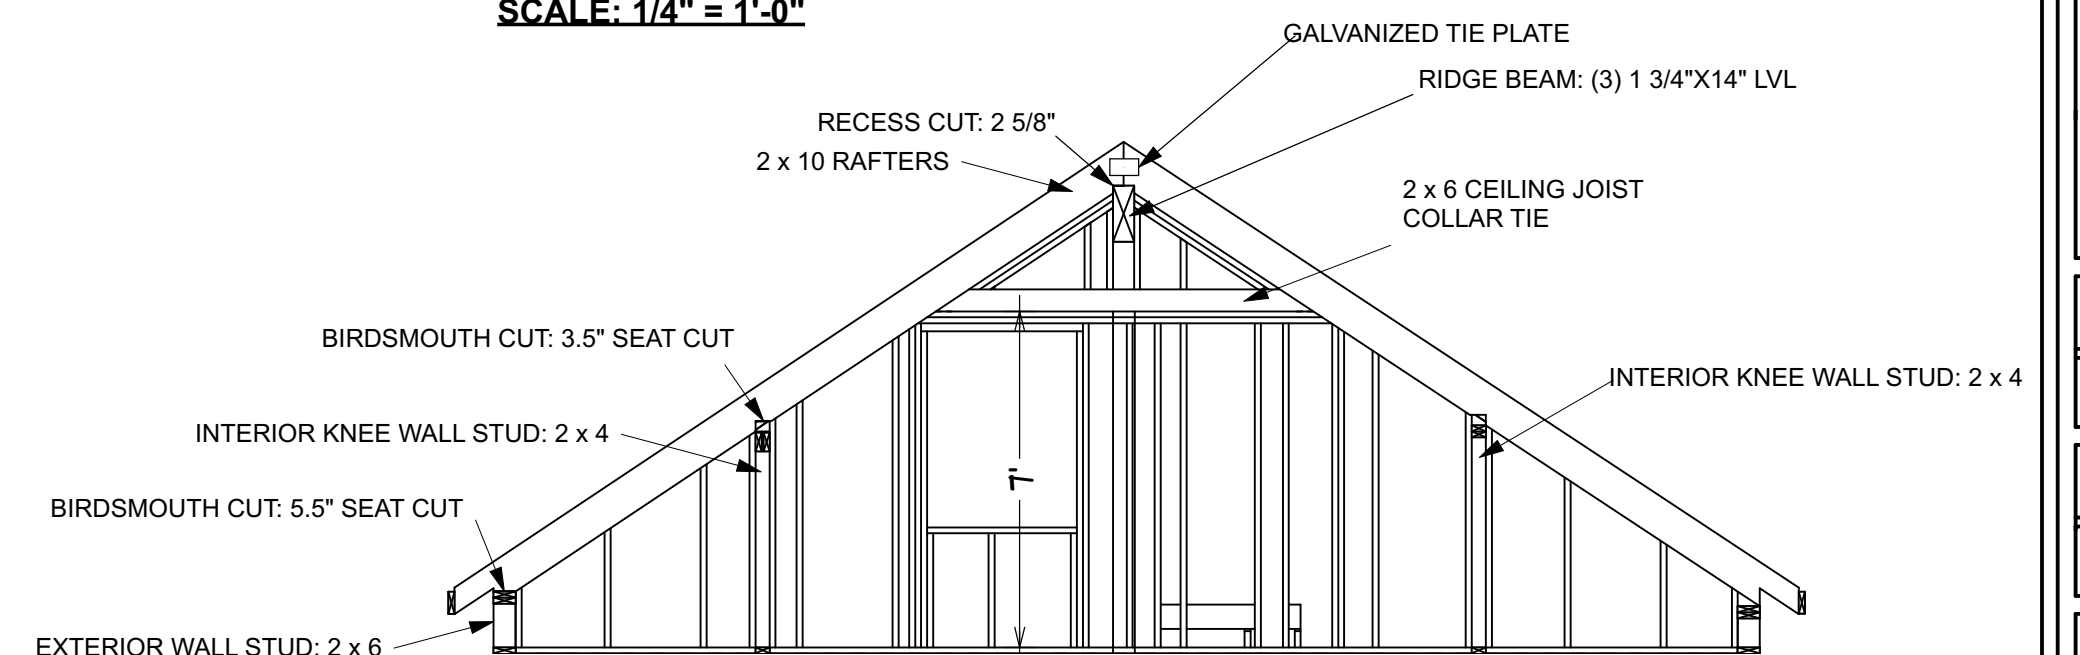 SCALE: 1/4" = 1'-0"
GALVANIZED TIE PLATE
RIDGE BEAM: (3) 1 3/4"X14" LVL
RECESS CUT: 2 5/8"
2 x 10 RAFTERS
2 x 6 CEILING JOIST
COLLAR TIE
BIRDSMOUTH CUT: 3.5" SEAT CUT
INTERIOR KNEE WALL STUD: 2 x 4
INTERIOR KNEE WALL STUD: 2 x 4
7'
BIRDSMOUTH CUT: 5.5" SEAT CUT
EXTERIOR WALL STUD: 2 x 6